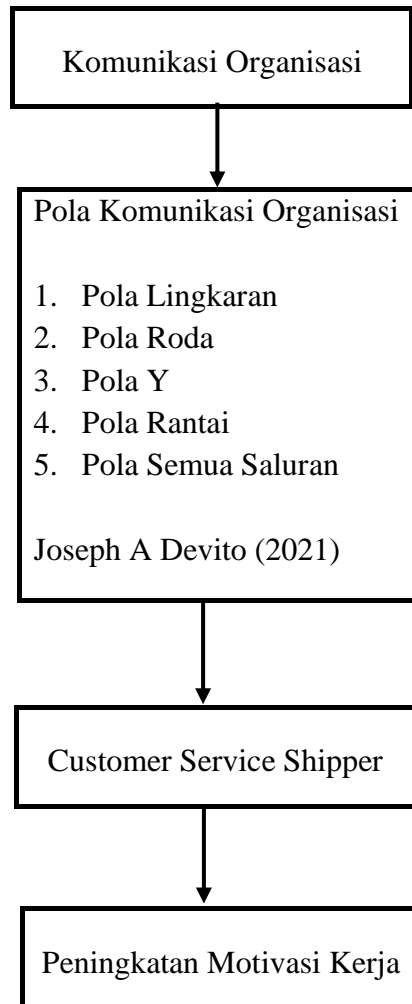 Komunikasi Organisasi
Pola Komunikasi Organisasi
1. Pola Lingkaran
2. Pola Roda
3. Pola Y
4. Pola Rantai
5. Pola Semua Saluran
Joseph A Devito (2021)
Customer Service Shipper
Peningkatan Motivasi Kerja